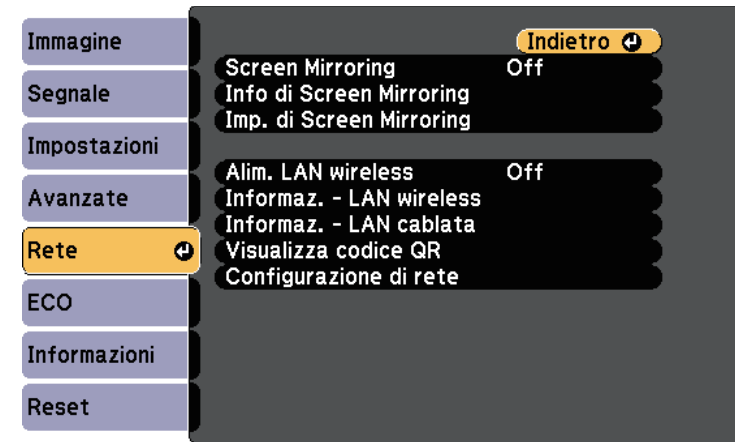 Immagine
Segnale
Impostazioni
Avanzate
Rete
ECO
Informazioni
Reset
Indietro
Screen Mirroring Off
Info di Screen Mirroring
Imp. di Screen Mirroring
Alim. LAN wireless Off
Informaz. - LAN wireless
Informaz. - LAN cablata
Visualizza codice QR
Configurazione di rete